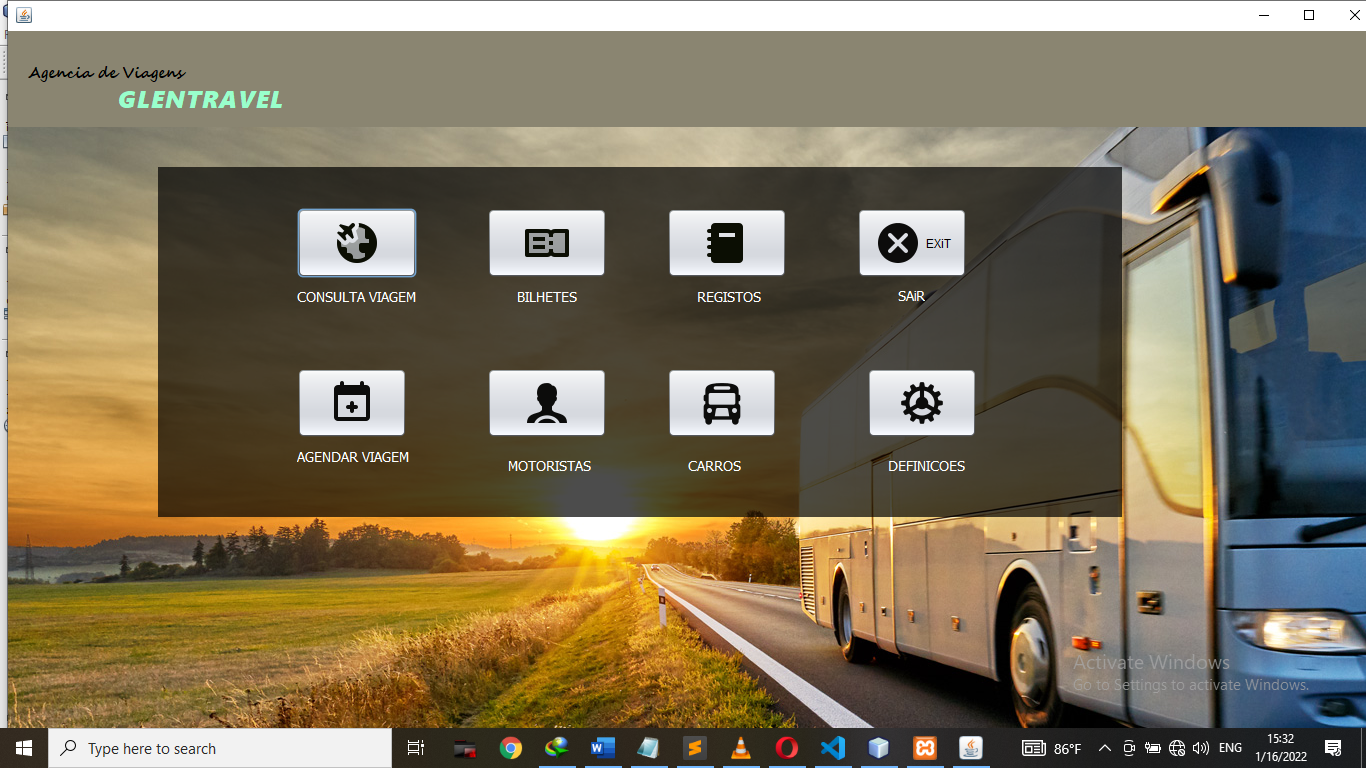 Agencia de Viagens
GLENTRAVEL
EXiT
CONSULTA VIAGEM
BILHETES
REGISTOS
SAiR
AGENDAR VIAGEM
MOTORISTAS
CARROS
DEFINICOES
Activate Windows
Go to Settings to activate Windows.
Type here to search
86°F
ENG
15:32
1/16/2022